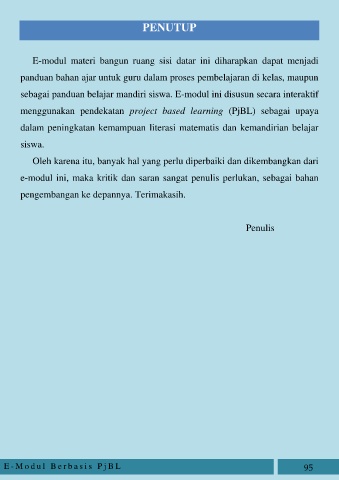 PENUTUP
E-modul materi bangun ruang sisi datar ini diharapkan dapat menjadi
panduan bahan ajar untuk guru dalam proses pembelajaran di kelas, maupun
sebagai panduan belajar mandiri siswa. E-modul ini disusun secara interaktif
menggunakan pendekatan project based learning (PjBL) sebagai upaya
dalam peningkatan kemampuan literasi matematis dan kemandirian belajar
siswa.
Oleh karena itu, banyak hal yang perlu diperbaiki dan dikembangkan dari
e-modul ini, maka kritik dan saran sangat penulis perlukan, sebagai bahan
pengembangan ke depannya. Terimakasih.
Penulis
E-Modul Berbasis PjBL 95